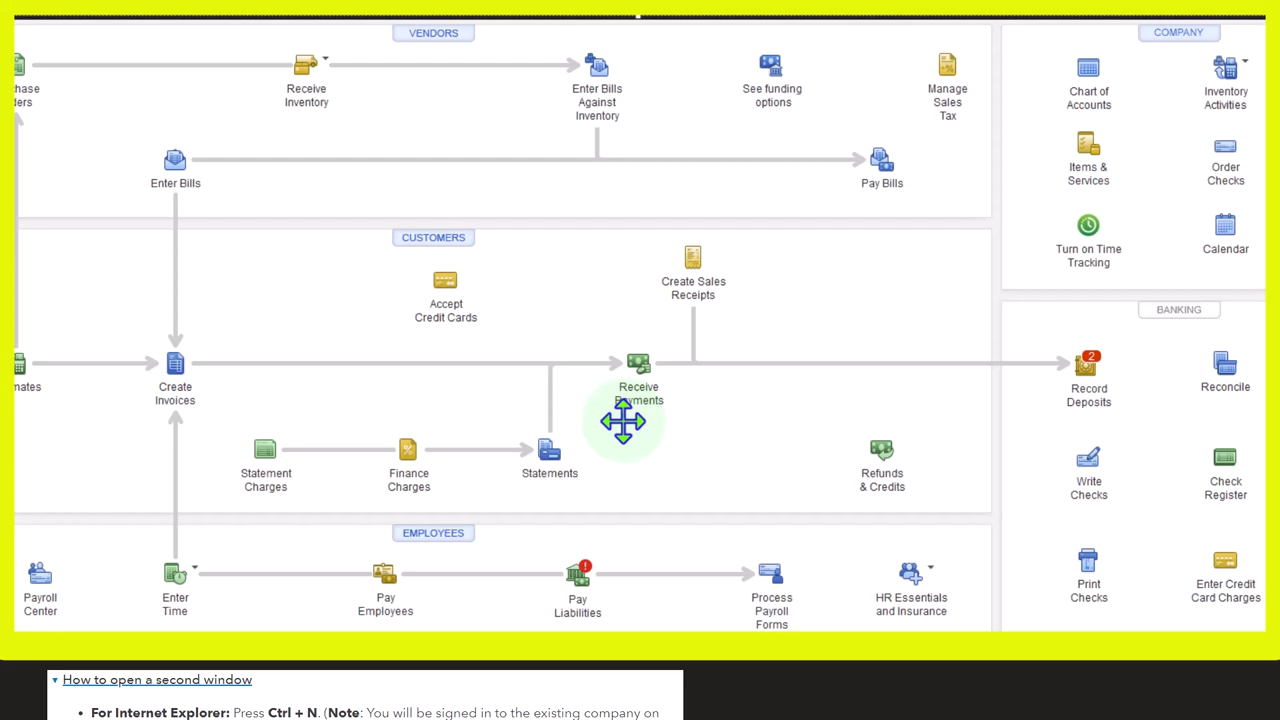 VENDORS
COMPANY
hase
ders
Receive
Inventory
Enter Bills
Against
Inventory
See funding
options
Manage
Sales
Tax
Chart of
Accounts
Inventory
Activities
Enter Bills
Pay Bills
Items &
Services
Order
Checks
Turn on Time
Tracking
Calendar
CUSTOMERS
Accept
Credit Cards
Create Sales
Receipts
BANKING
mates
Create
Invoices
Receive
Payments
2
Record
Deposits
Reconcile
Statement
Charges
Finance
Charges
Statements
Refunds
& Credits
Write
Checks
Check
Register
EMPLOYEES
Payroll
Center
Enter
Time
Pay
Employees
!
Pay
Liabilities
Process
Payroll
Forms
HR Essentials
and Insurance
Print
Checks
Enter Credit
Card Charges
How to open a second window
• For Internet Explorer: Press Ctrl + N. (Note: You will be signed in to the existing company on